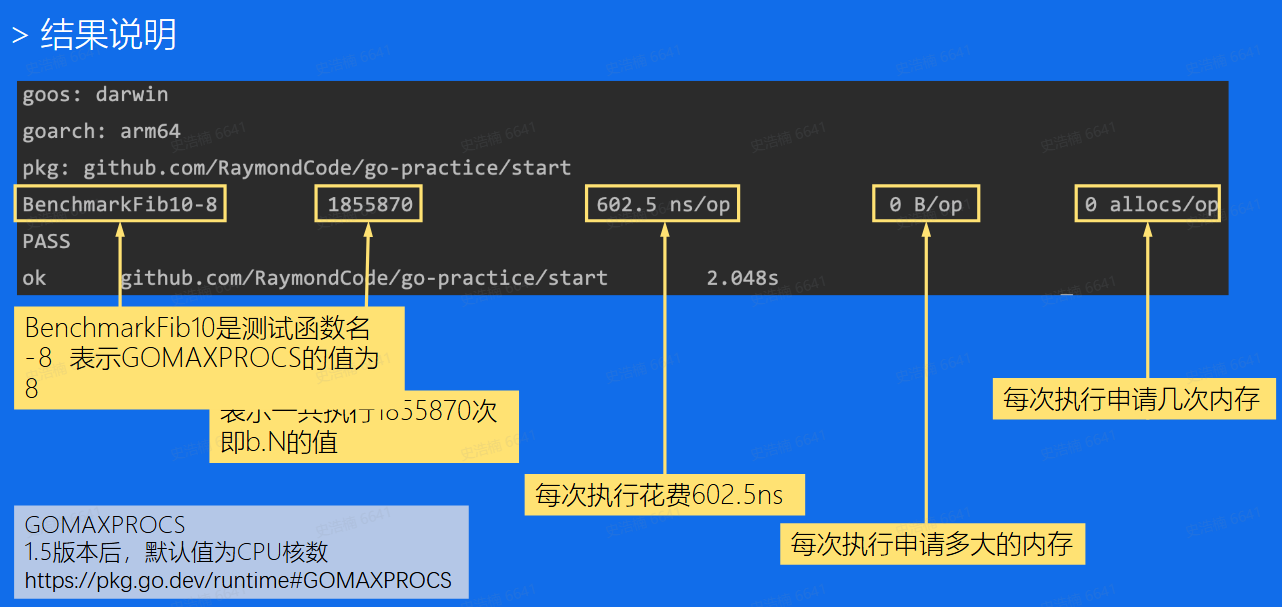 > 结果说明
goos: darwin
goarch: arm64
pkg: github.com/RaymondCode/go-practice/start
BenchmarkFib10-8 1855870 602.5 ns/op 0 B/op 0 allocs/op
PASS
ok github.com/RaymondCode/go-practice/start 2.048s
BenchmarkFib10是测试函数名
-8 表示GOMAXPROCS的值为
8
表示一共执行1855870次
即b.N的值
每次执行花费602.5ns
每次执行申请多大的内存
每次执行申请几次内存
GOMAXPROCS
1.5版本后，默认值为CPU核数
https://pkg.go.dev/runtime#GOMAXPROCS
史浩楠 6641